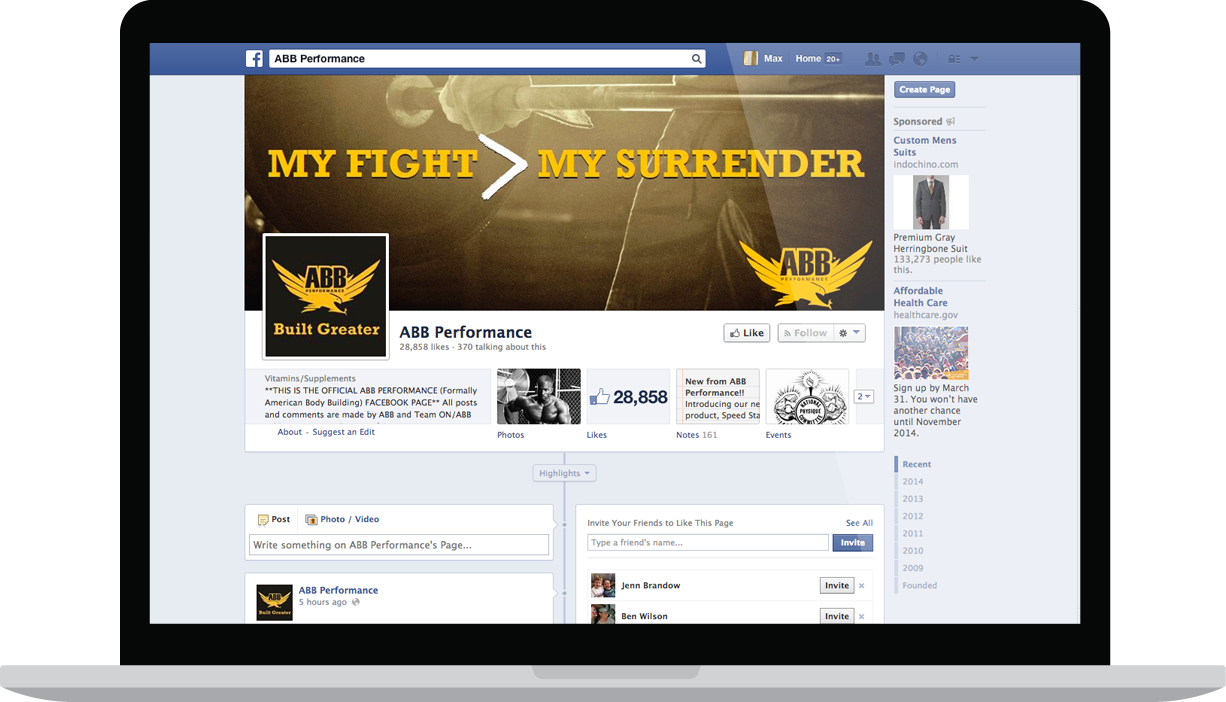 ABB Performance
Max
Home 20+
Create Page
MY FIGHT > MY SURRENDER
ABB
PERFORMANCE
ABB
PERFORMANCE
Built Greater
ABB Performance
28,858 likes · 370 talking about this
Like
Follow
Vitamins/Supplements
**THIS IS THE OFFICIAL ABB PERFORMANCE (Formally
American Body Building) FACEBOOK PAGE** All posts
and comments are made by ABB and Team ON/ABB
About – Suggest an Edit
Photos
28,858
Likes
New from ABB
Performance!!
Introducing our ne
product, Speed Sta
Notes 161
NATIONAL
PHYSIQUE
COMMITTEE
Events
2
Highlights
Post
Photo / Video
Write something on ABB Performance's Page...
ABB Performance
5 hours ago
ABB
Built Greater
Invite Your Friends to Like This Page
See All
Type a friend's name...
Invite
Jenn Brandow
Invite
Ben Wilson
Invite
Sponsored
Custom Mens
Suits
indochino.com
Premium Gray
Herringbone Suit
133,273 people like
this.
Affordable
Health Care
healthcare.gov
Sign up by March
31. You won't have
another chance
until November
2014.
Recent
2014
2013
2012
2011
2010
2009
Founded